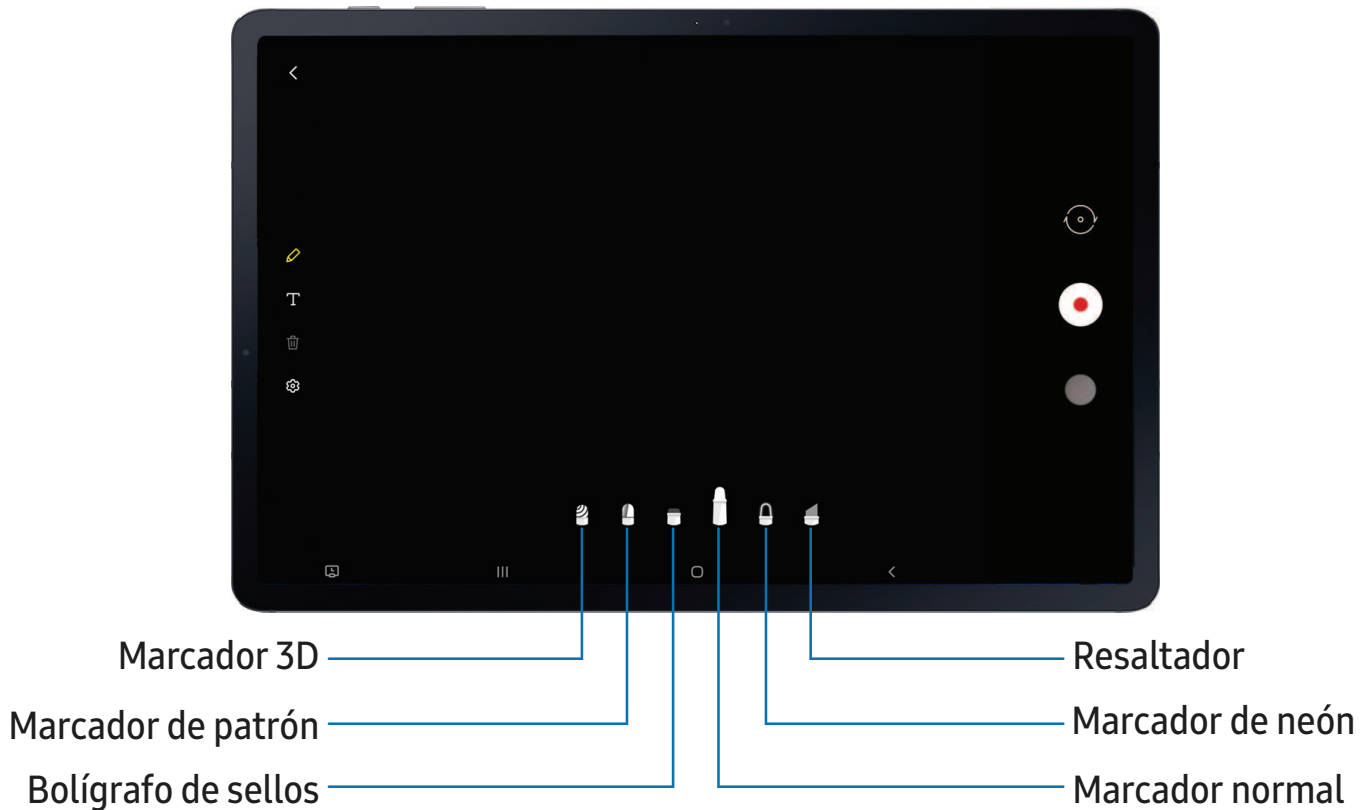 T
Marcador 3D
Resaltador
Marcador de patrón
Marcador de neón
Bolígrafo de sellos
Marcador normal